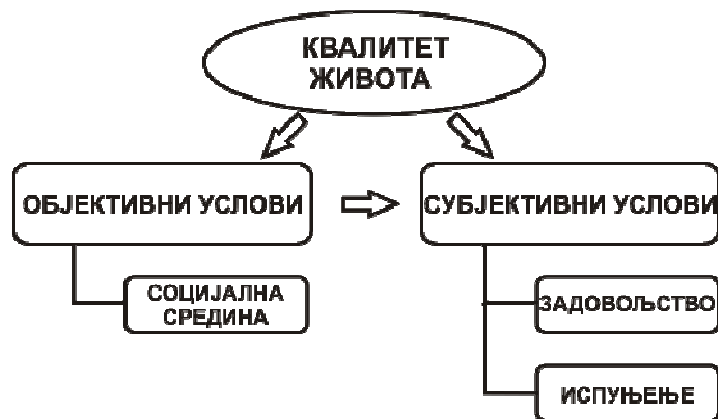 КВАЛИТЕТ
ЖИВОТА
ОБЈЕКТИВНИ УСЛОВИ
СУБЈЕКТИВНИ УСЛОВИ
СОЦИЈАЛНА
СРЕДИНА
ЗАДОВОЉСТВО
ИСПУЊЕЊЕ